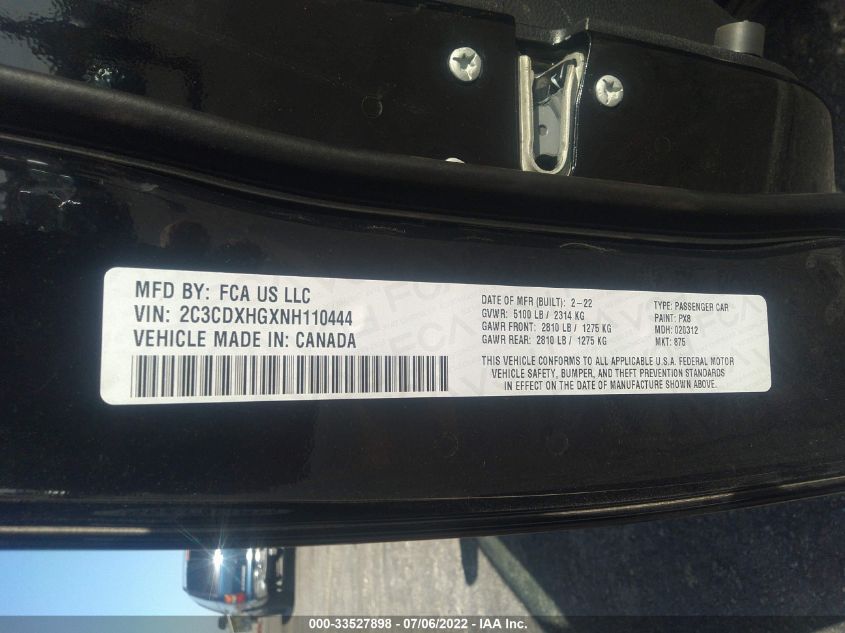 MFD BY: FCA US LLC
VIN: 2C3CDXHGXNH110444
VEHICLE MADE IN: CANADA
DATE OF MFR (BUILT): 2-22
GVWR: 5100 LB / 2314 KG
GAWR FRONT: 2810 LB / 1275 KG
GAWR REAR: 2810 LB / 1275 KG
TYPE: PASSENGER CAR
PAINT: PX8
MDH: 020312
MKT: 875
THIS VEHICLE CONFORMS TO ALL APPLICABLE U.S.A. FEDERAL MOTOR
VEHICLE SAFETY, BUMPER, AND THEFT PREVENTION STANDARDS
IN EFFECT ON THE DATE OF MANUFACTURE SHOWN ABOVE.
000-33527898 - 07/06/2022 - IAA Inc.